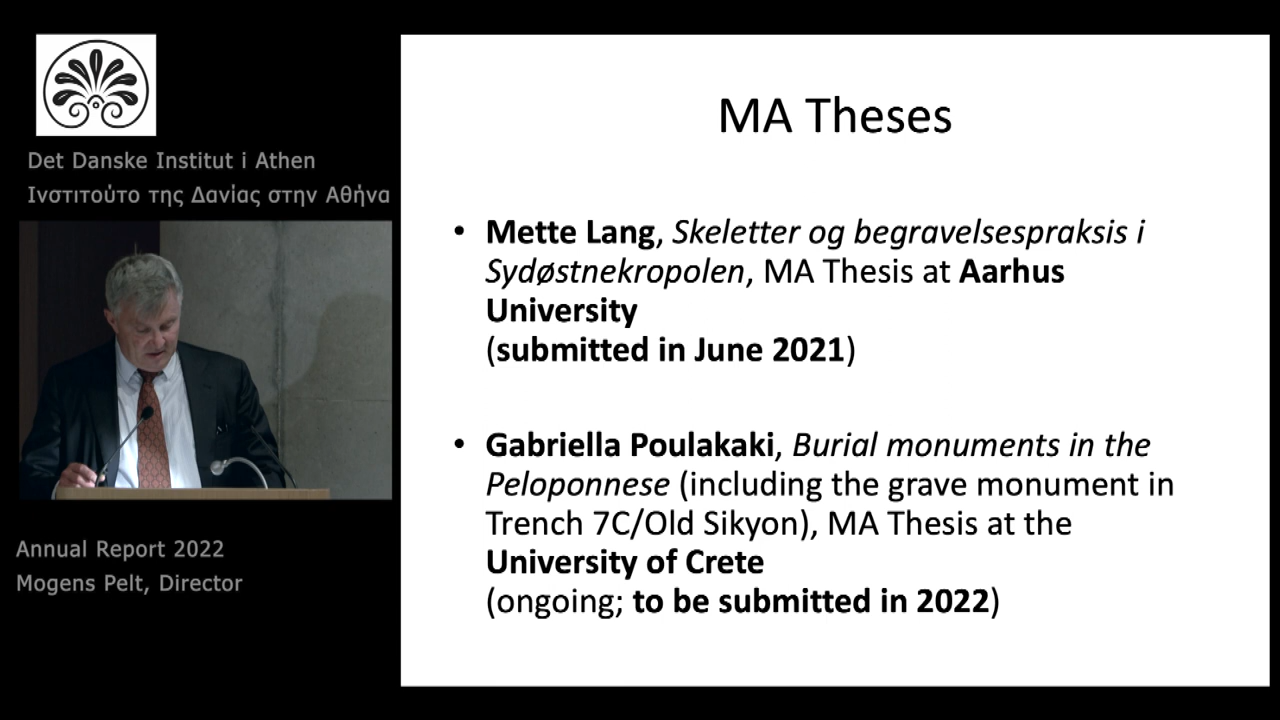 Det Danske Institut i Athen
Ινστιτούτο της Δανίας στην Αθήνα
Annual Report 2022
Mogens Pelt, Director
MA Theses
• Mette Lang, Skeletter og begravelsespraksis i
Sydøstnekropolen, MA Thesis at Aarhus
University
(submitted in June 2021)
• Gabriella Poulakaki, Burial monuments in the
Peloponnese (including the grave monument in
Trench 7C/Old Sikyon), MA Thesis at the
University of Crete
(ongoing; to be submitted in 2022)